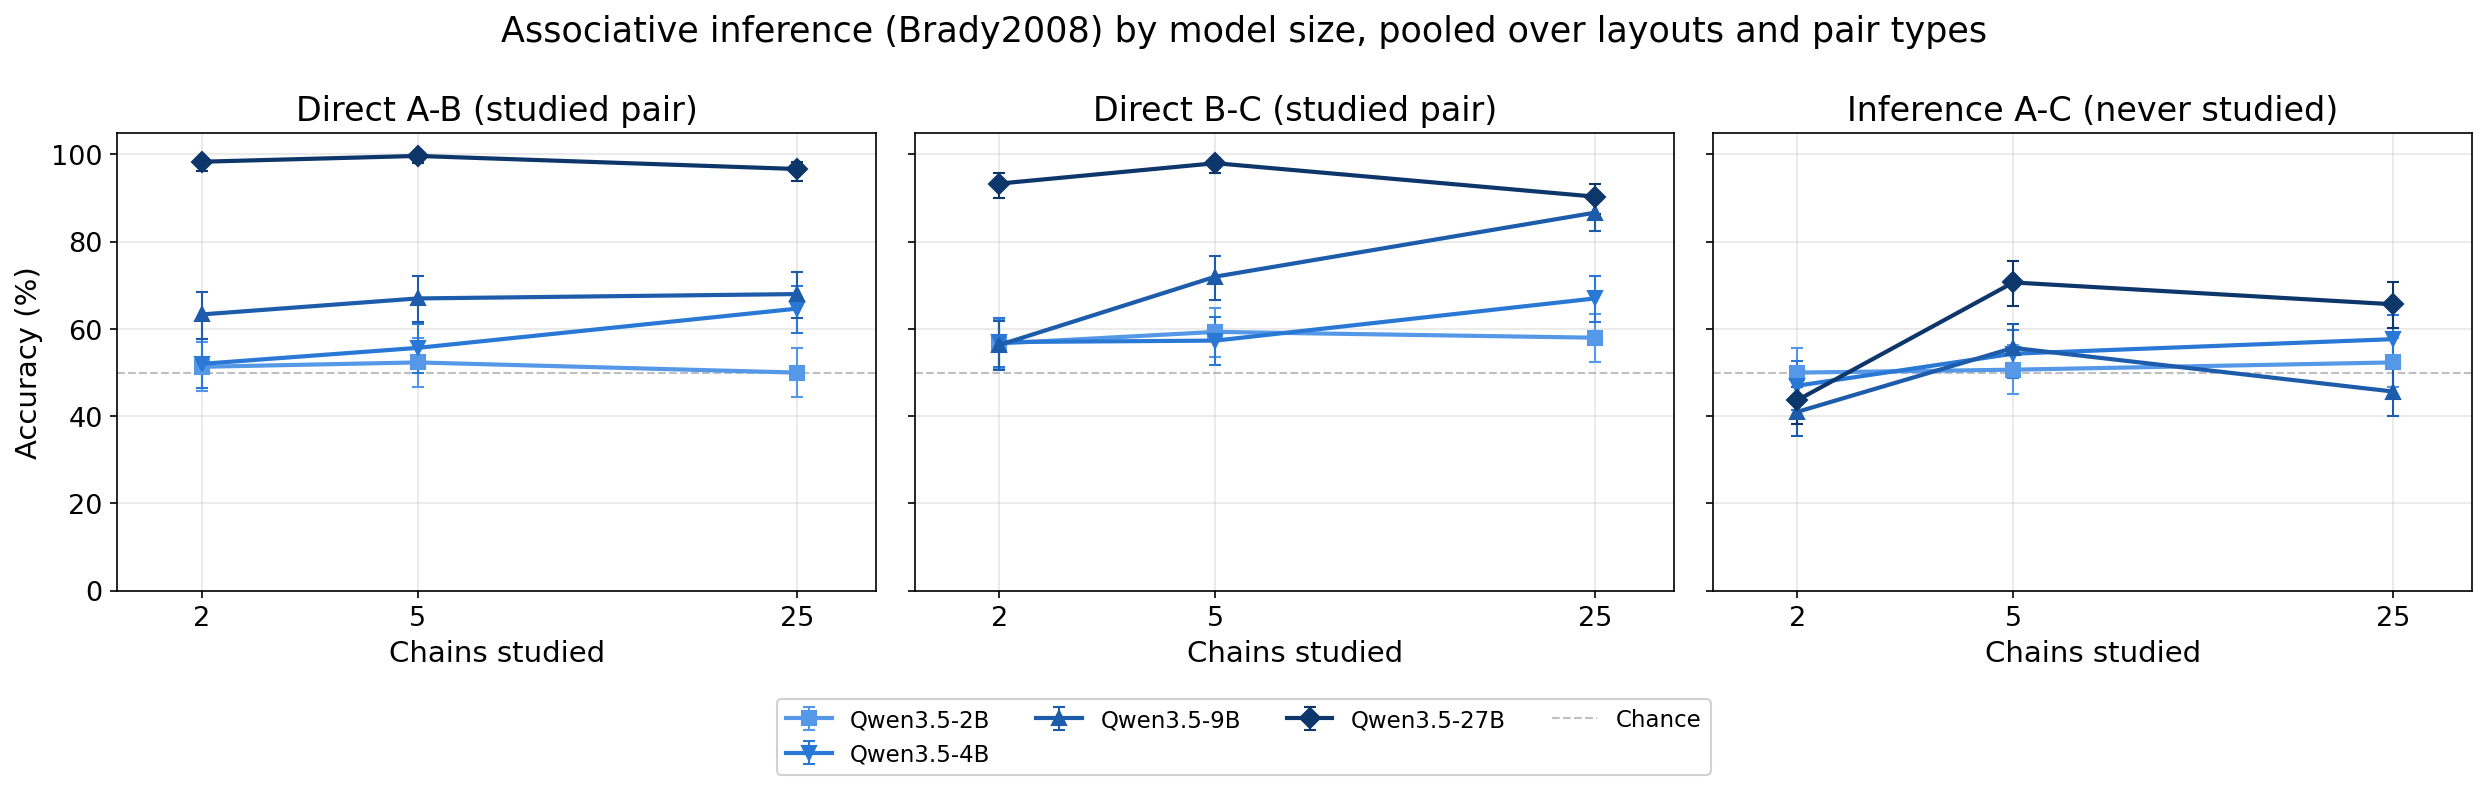 Associative inference (Brady2008) by model size, pooled over layouts and pair types
Direct A-B (studied pair)
Direct B-C (studied pair)
Inference A-C (never studied)
Accuracy (%)
100
80
60
40
20
0
2 5 25
2 5 25
2 5 25
Chains studied
Chains studied
Chains studied
Qwen3.5-2B
Qwen3.5-4B
Qwen3.5-9B
Qwen3.5-27B
Chance